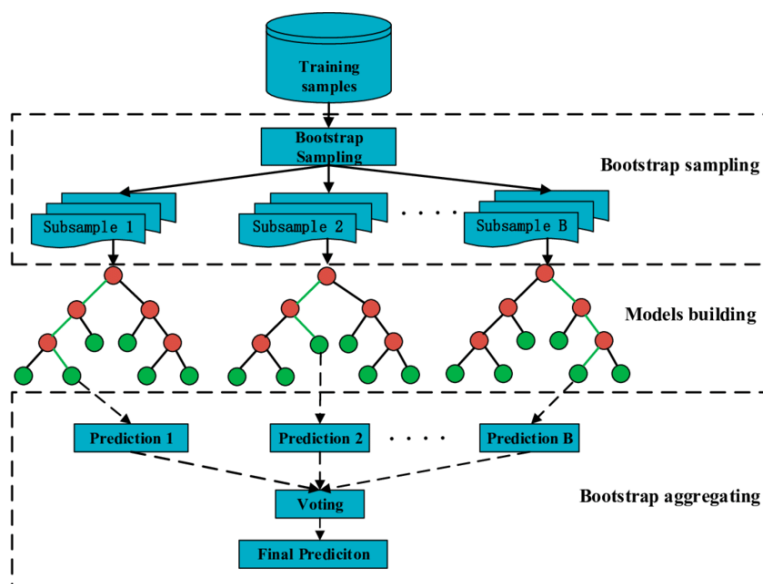 Training
samples
Bootstrap
Sampling
Bootstrap sampling
Subsample 1
Subsample 2
. . . . .
Subsample B
Models building
Prediction 1
Prediction 2
. . . .
Prediction B
Voting
Bootstrap aggregating
Final Prediciton